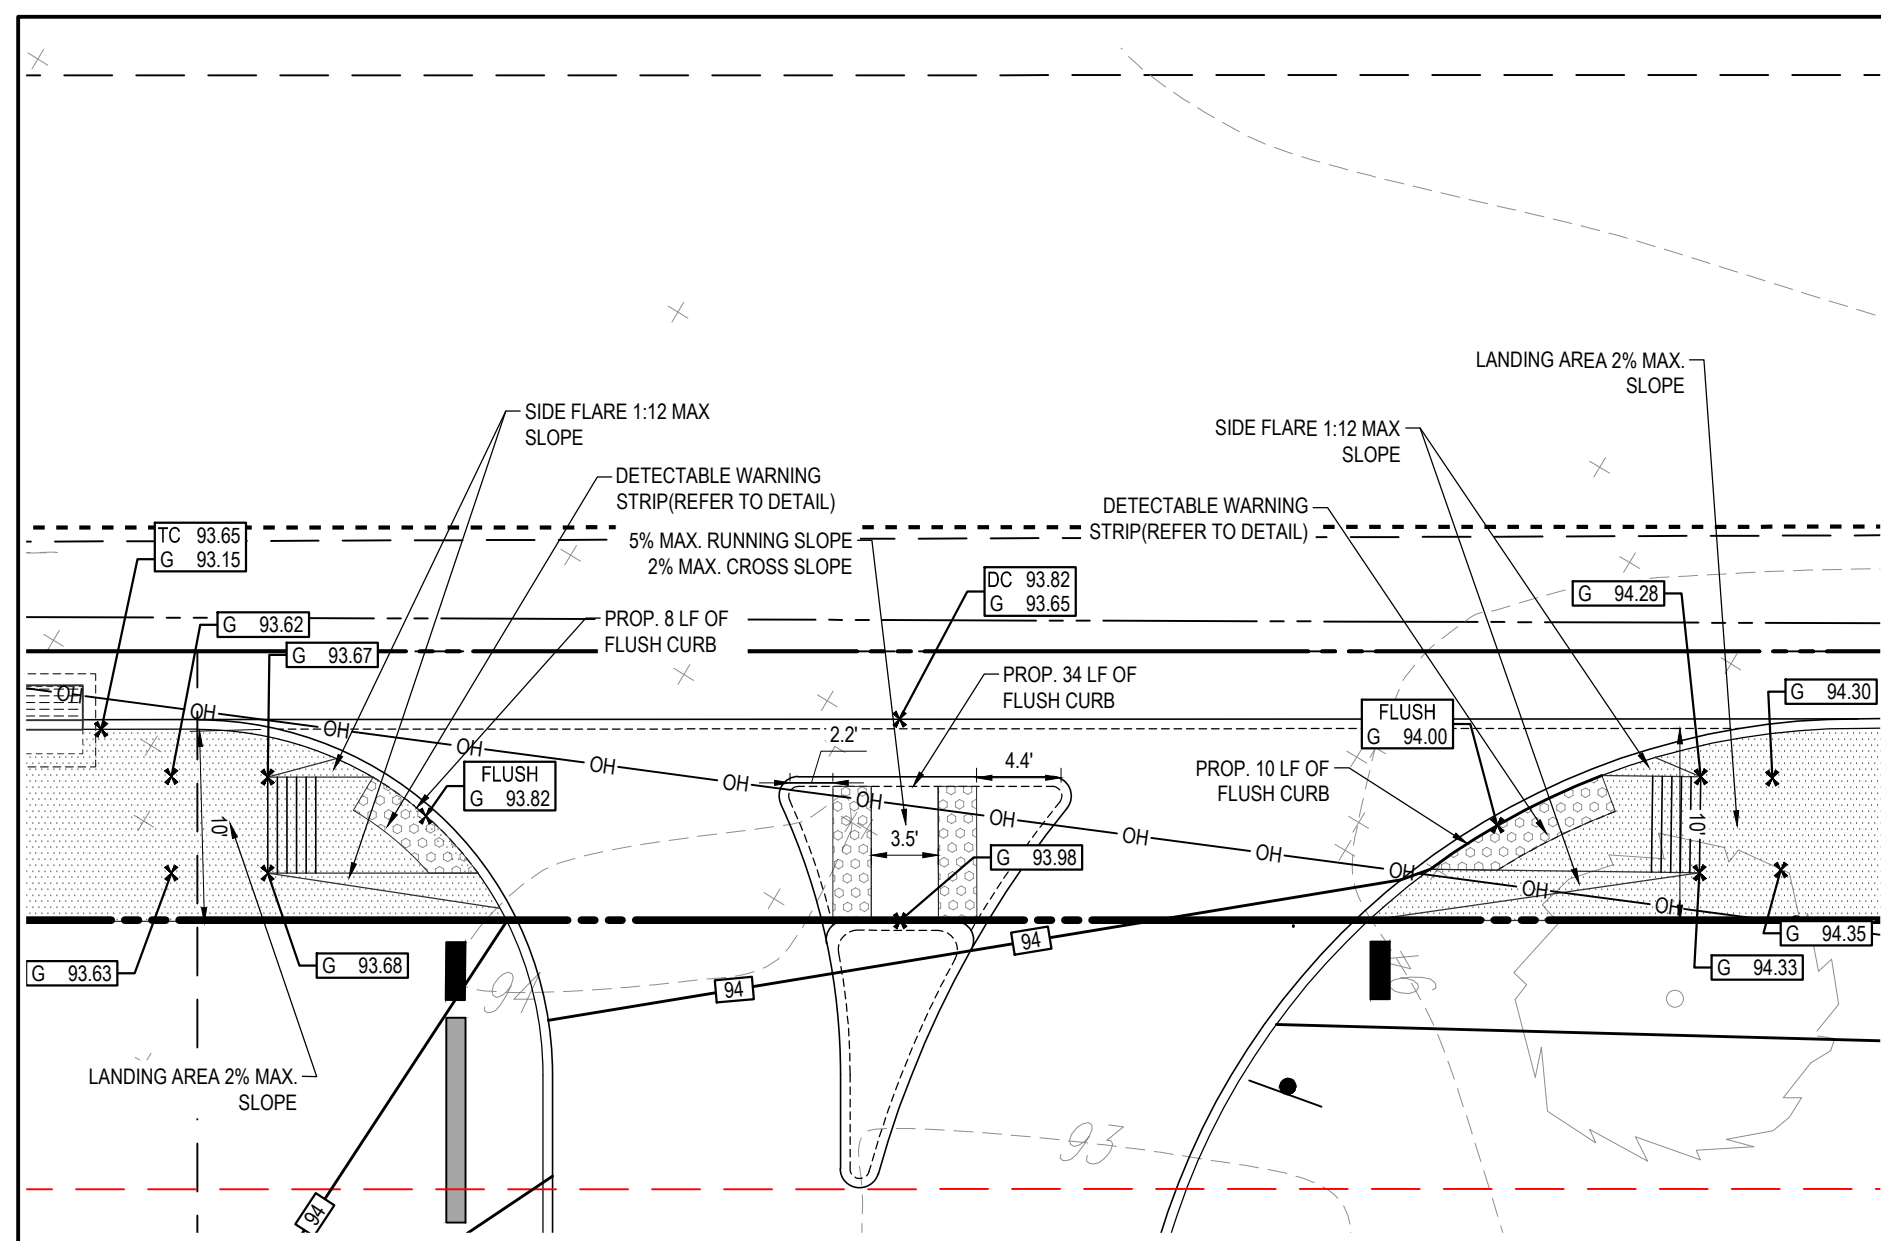 LANDING AREA 2% MAX.
SLOPE
SIDE FLARE 1:12 MAX
SLOPE
SIDE FLARE 1:12 MAX
SLOPE
DETECTABLE WARNING
STRIP(REFER TO DETAIL)
DETECTABLE WARNING
STRIP(REFER TO DETAIL)
TC 93.65
G 93.15
5% MAX. RUNNING SLOPE
2% MAX. CROSS SLOPE
DC 93.82
G 93.65
G 94.28
G 93.62
PROP. 8 LF OF
FLUSH CURB
G 93.67
PROP. 34 LF OF
FLUSH CURB
G 94.30
OH
OH
OH
OH
OH
OH
OH
OH
OH
OH
OH
OH
OH
FLUSH
G 94.00
2.2'
4.4'
PROP. 10 LF OF
FLUSH CURB
FLUSH
G 93.82
10'
10'
3.5'
G 93.98
G 94.35
G 93.63
G 93.68
94
G 94.33
94
94
LANDING AREA 2% MAX.
SLOPE
93
94